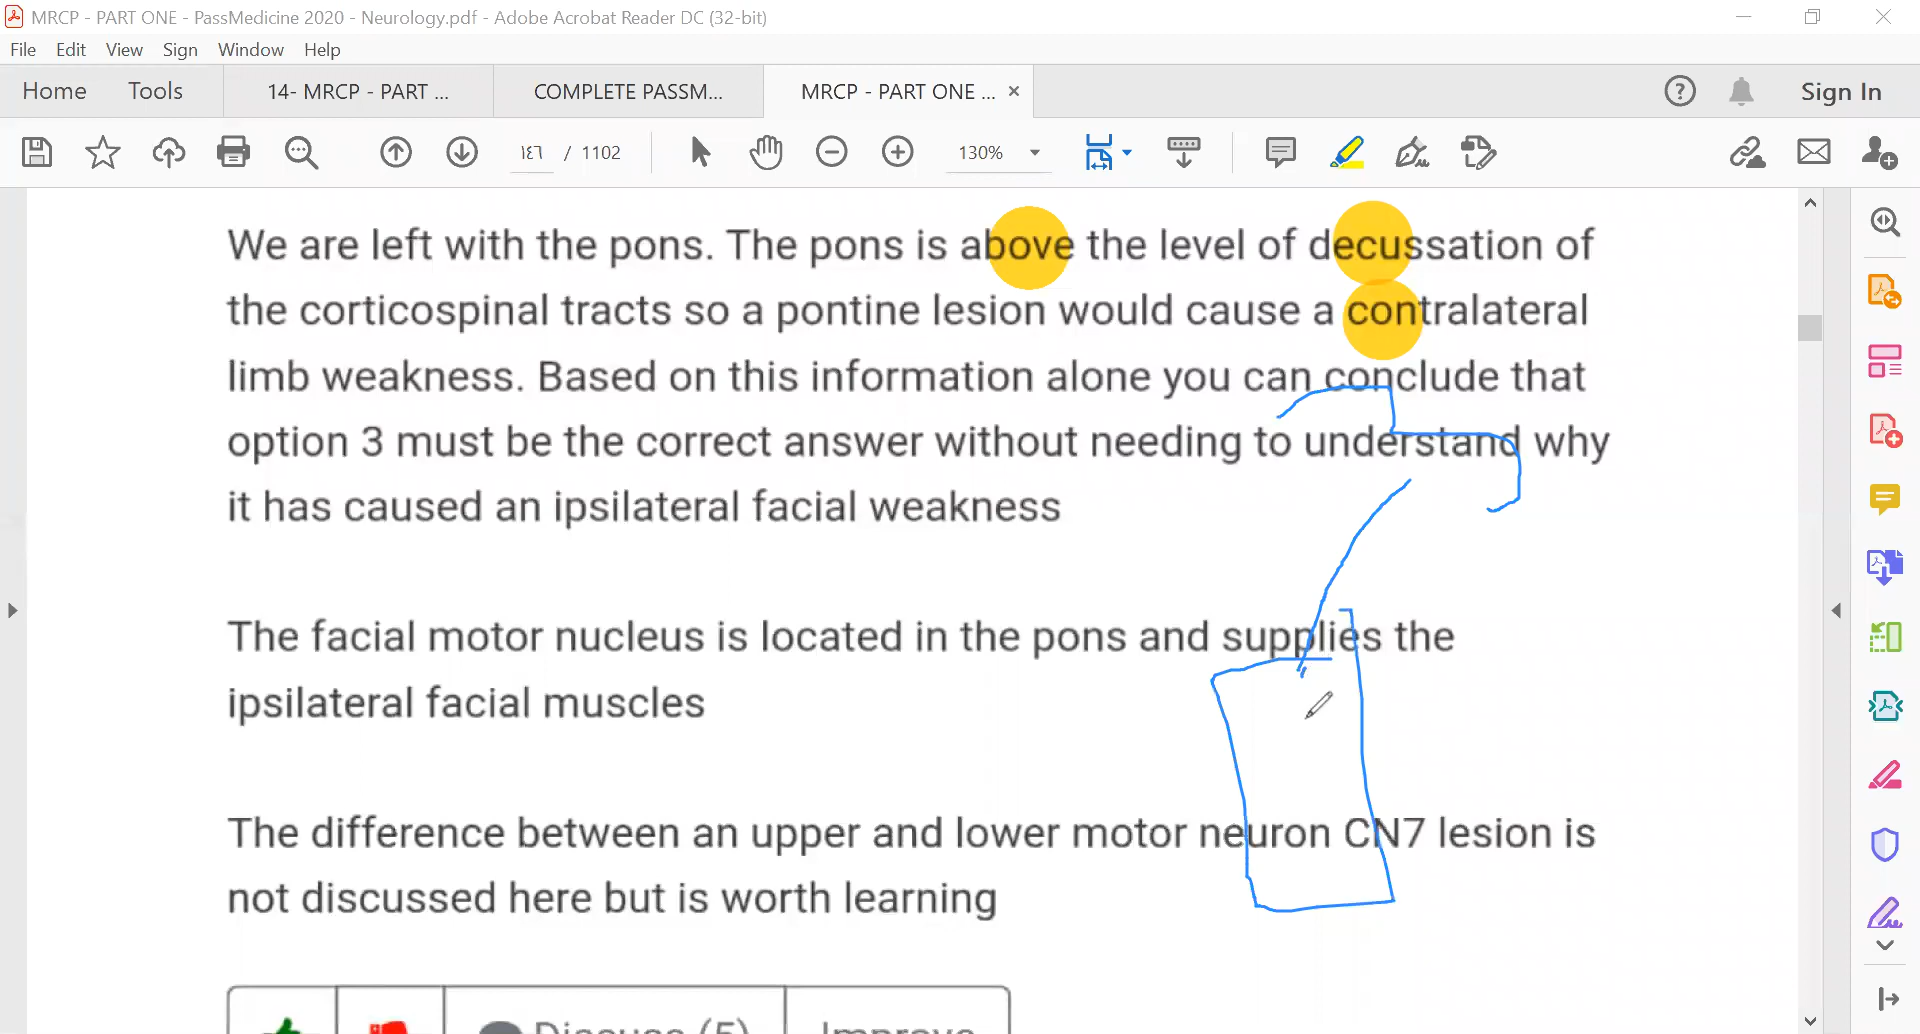 MRCP - PART ONE - PassMedicine 2020 - Neurology.pdf - Adobe Acrobat Reader DC (32-bit)
File Edit View Sign Window Help
Home Tools 14- MRCP - PART ... COMPLETE PASSM... MRCP - PART ONE ... × ? Sign In
١٤٦ / 1102 130%
We are left with the pons. The pons is above the level of decussation of
the corticospinal tracts so a pontine lesion would cause a contralateral
limb weakness. Based on this information alone you can conclude that
option 3 must be the correct answer without needing to understand why
it has caused an ipsilateral facial weakness
The facial motor nucleus is located in the pons and supplies the
ipsilateral facial muscles
The difference between an upper and lower motor neuron CN7 lesion is
not discussed here but is worth learning
Discuss (5) Improve